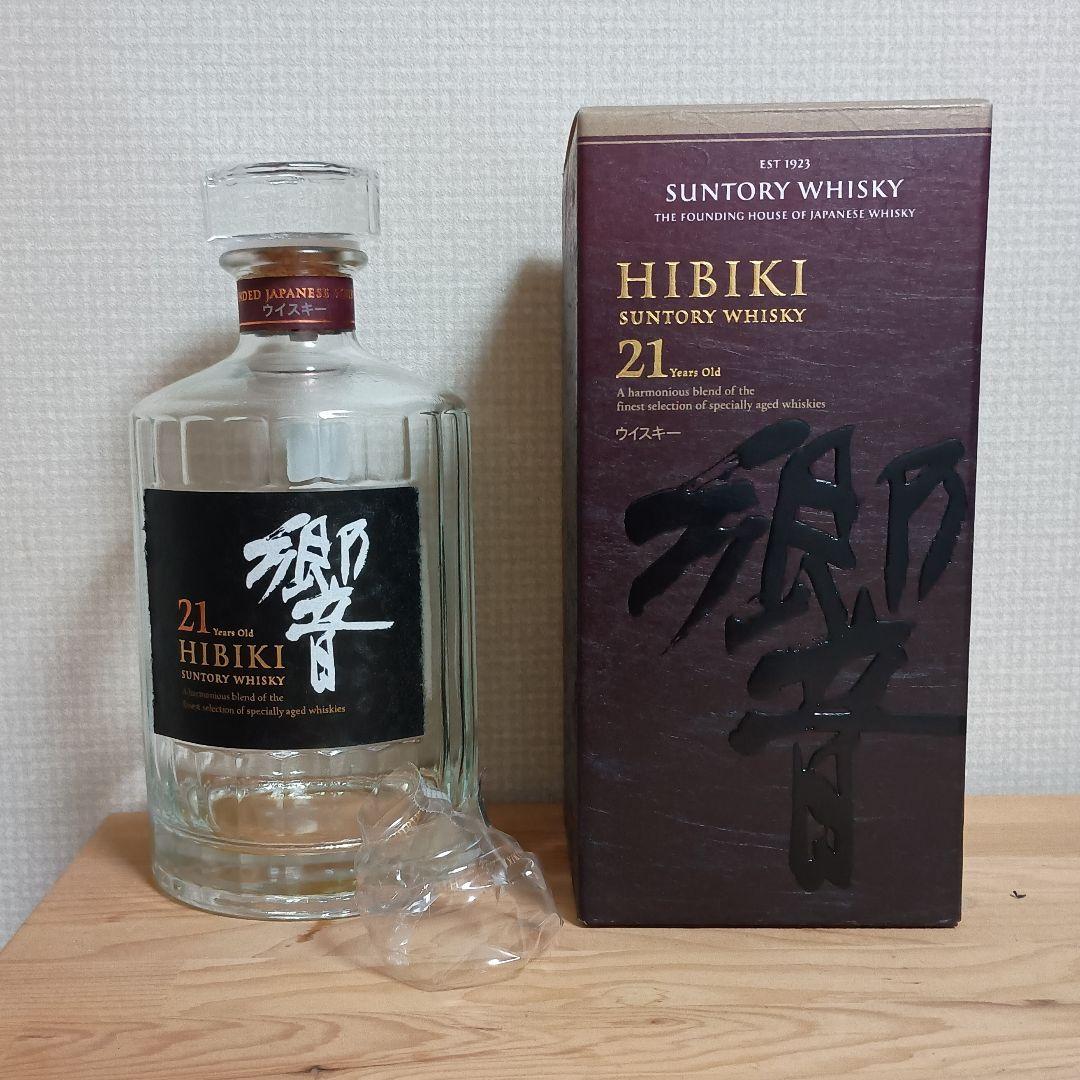 NDED JAPANESE
ウイスキー
響
21 Years Old
HIBIKI
SUNTORY WHISKY
A harmonious blend of the
finest selection of specially aged whiskies
EST 1923
SUNTORY WHISKY
THE FOUNDING HOUSE OF JAPANESE WHISKY
HIBIKI
SUNTORY WHISKY
21 Years Old
A harmonious blend of the
finest selection of specially aged whiskies
ウイスキー
響